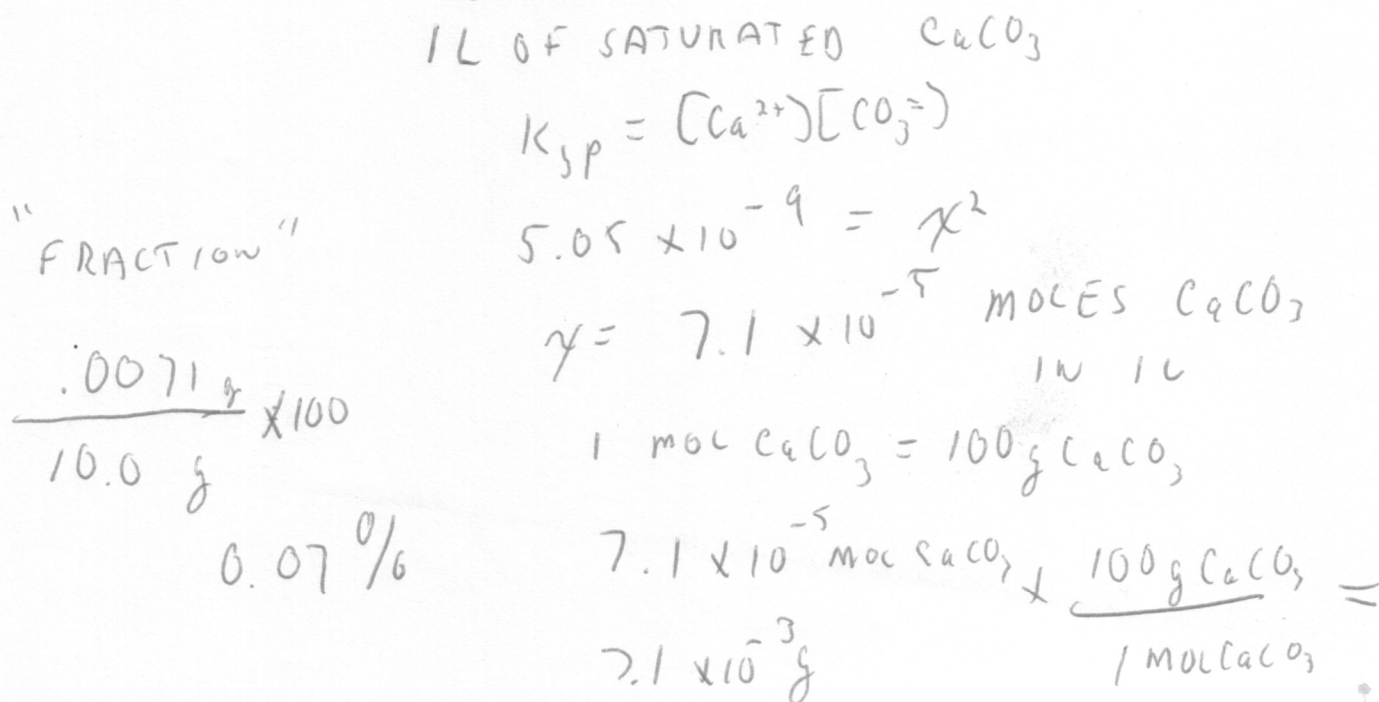 1L OF SATURATED CaCO₃
Ksp = [Ca²⁺][CO₃⁼]
5.05 × 10⁻⁹ = x²
x = 7.1 × 10⁻⁵ MOLES CaCO₃
IN 1L
1 MOL CaCO₃ = 100g CaCO₃
7.1 × 10⁻⁵ MOL CaCO₃ × 100g CaCO₃ / 1 MOL CaCO₃ =
7.1 × 10⁻³ g
"FRACTION"
.0071 g / 10.0 g × 100
0.07 %